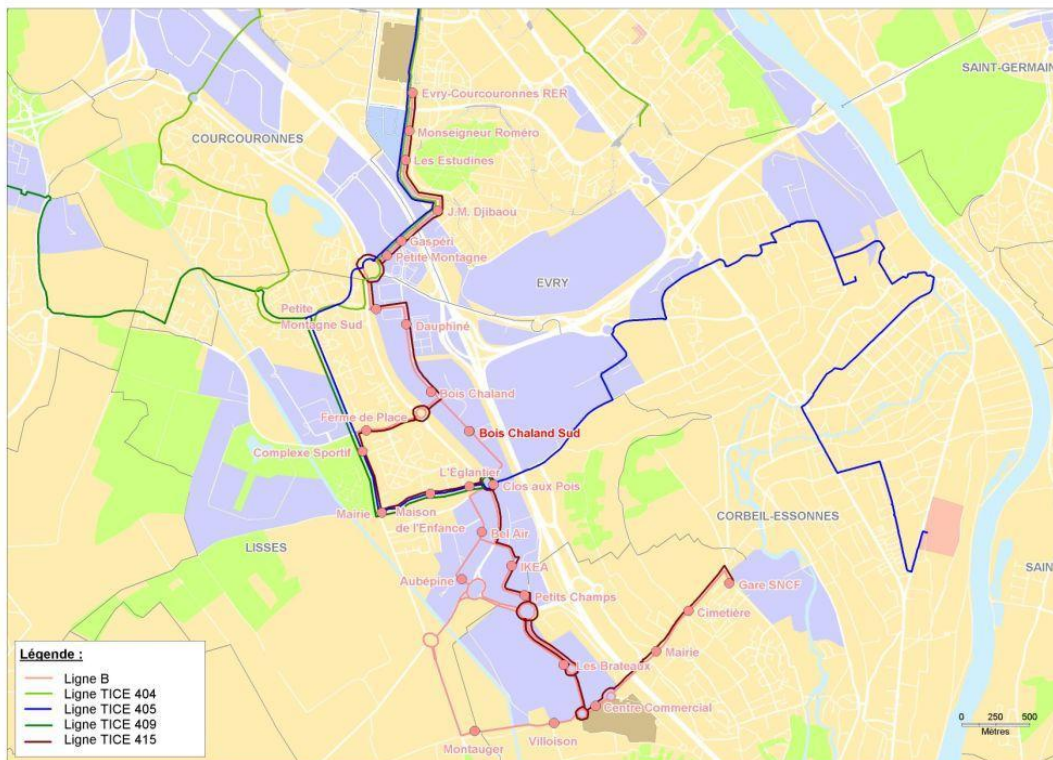 SAINT-GERMAIN
Evry-Courcouronnes RER
Monseigneur Roméro
COURCOURONNES
Les Estudines
J.M. Djibaou
Gaspéri
Petite Montagne
EVRY
Petite
Montagne Sud
Dauphiné
Bois Chaland
Ferme de Place
Bois Chaland Sud
Complexe Sportif
L'Eglantier
Clos aux Pois
Mairie
Maison
de l'Enfance
CORBEIL-ESSONNES
Bel Air
LISSES
IKEA
SAIN
Aubépine
Gare SNCF
Petits Champs
Cimetière
Mairie
Les Brateaux
Centre Commercial
Villoison
Montauger
Légende :
Ligne B
Ligne TICE 404
Ligne TICE 405
Ligne TICE 409
Ligne TICE 415
0 250 500
Mètres